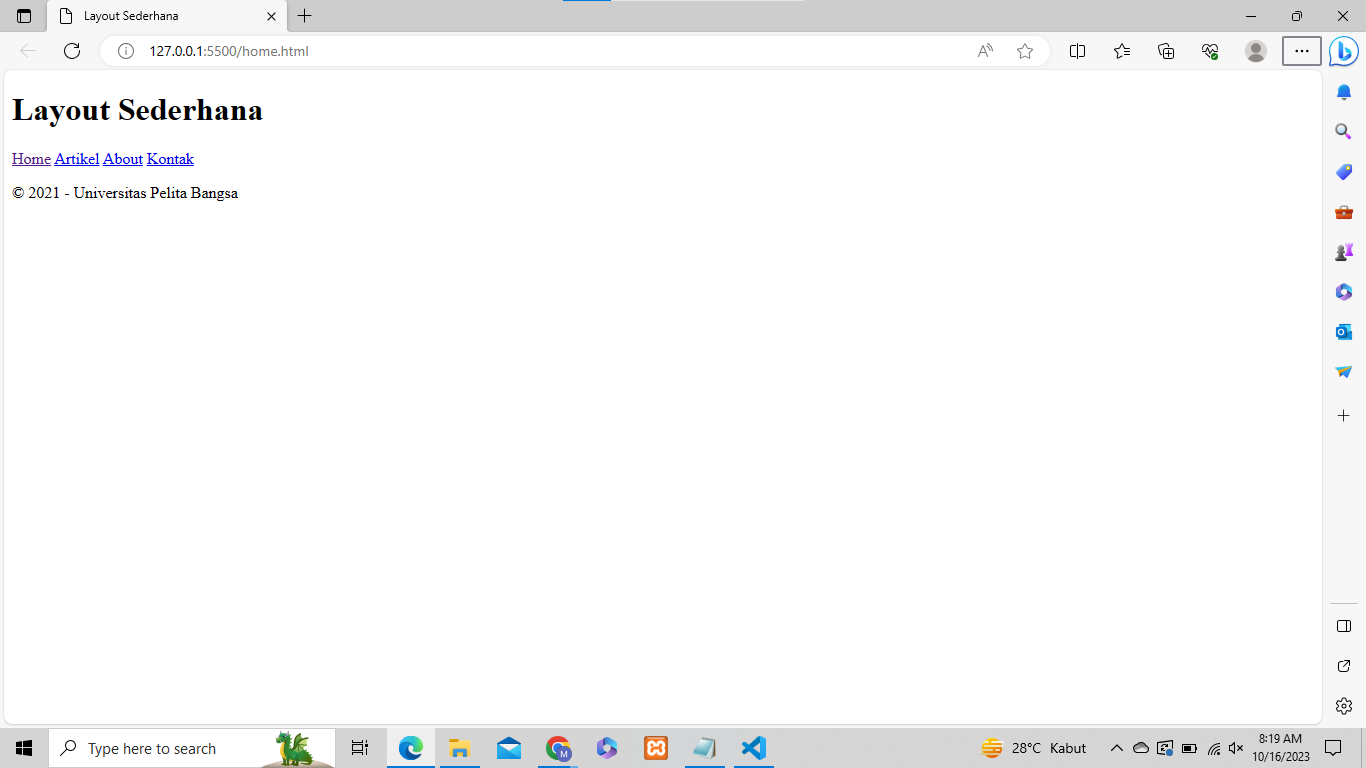 Layout Sederhana
127.0.0.1:5500/home.html
Layout Sederhana
Home Artikel About Kontak
© 2021 - Universitas Pelita Bangsa
Type here to search
M
28°C Kabut
8:19 AM
10/16/2023